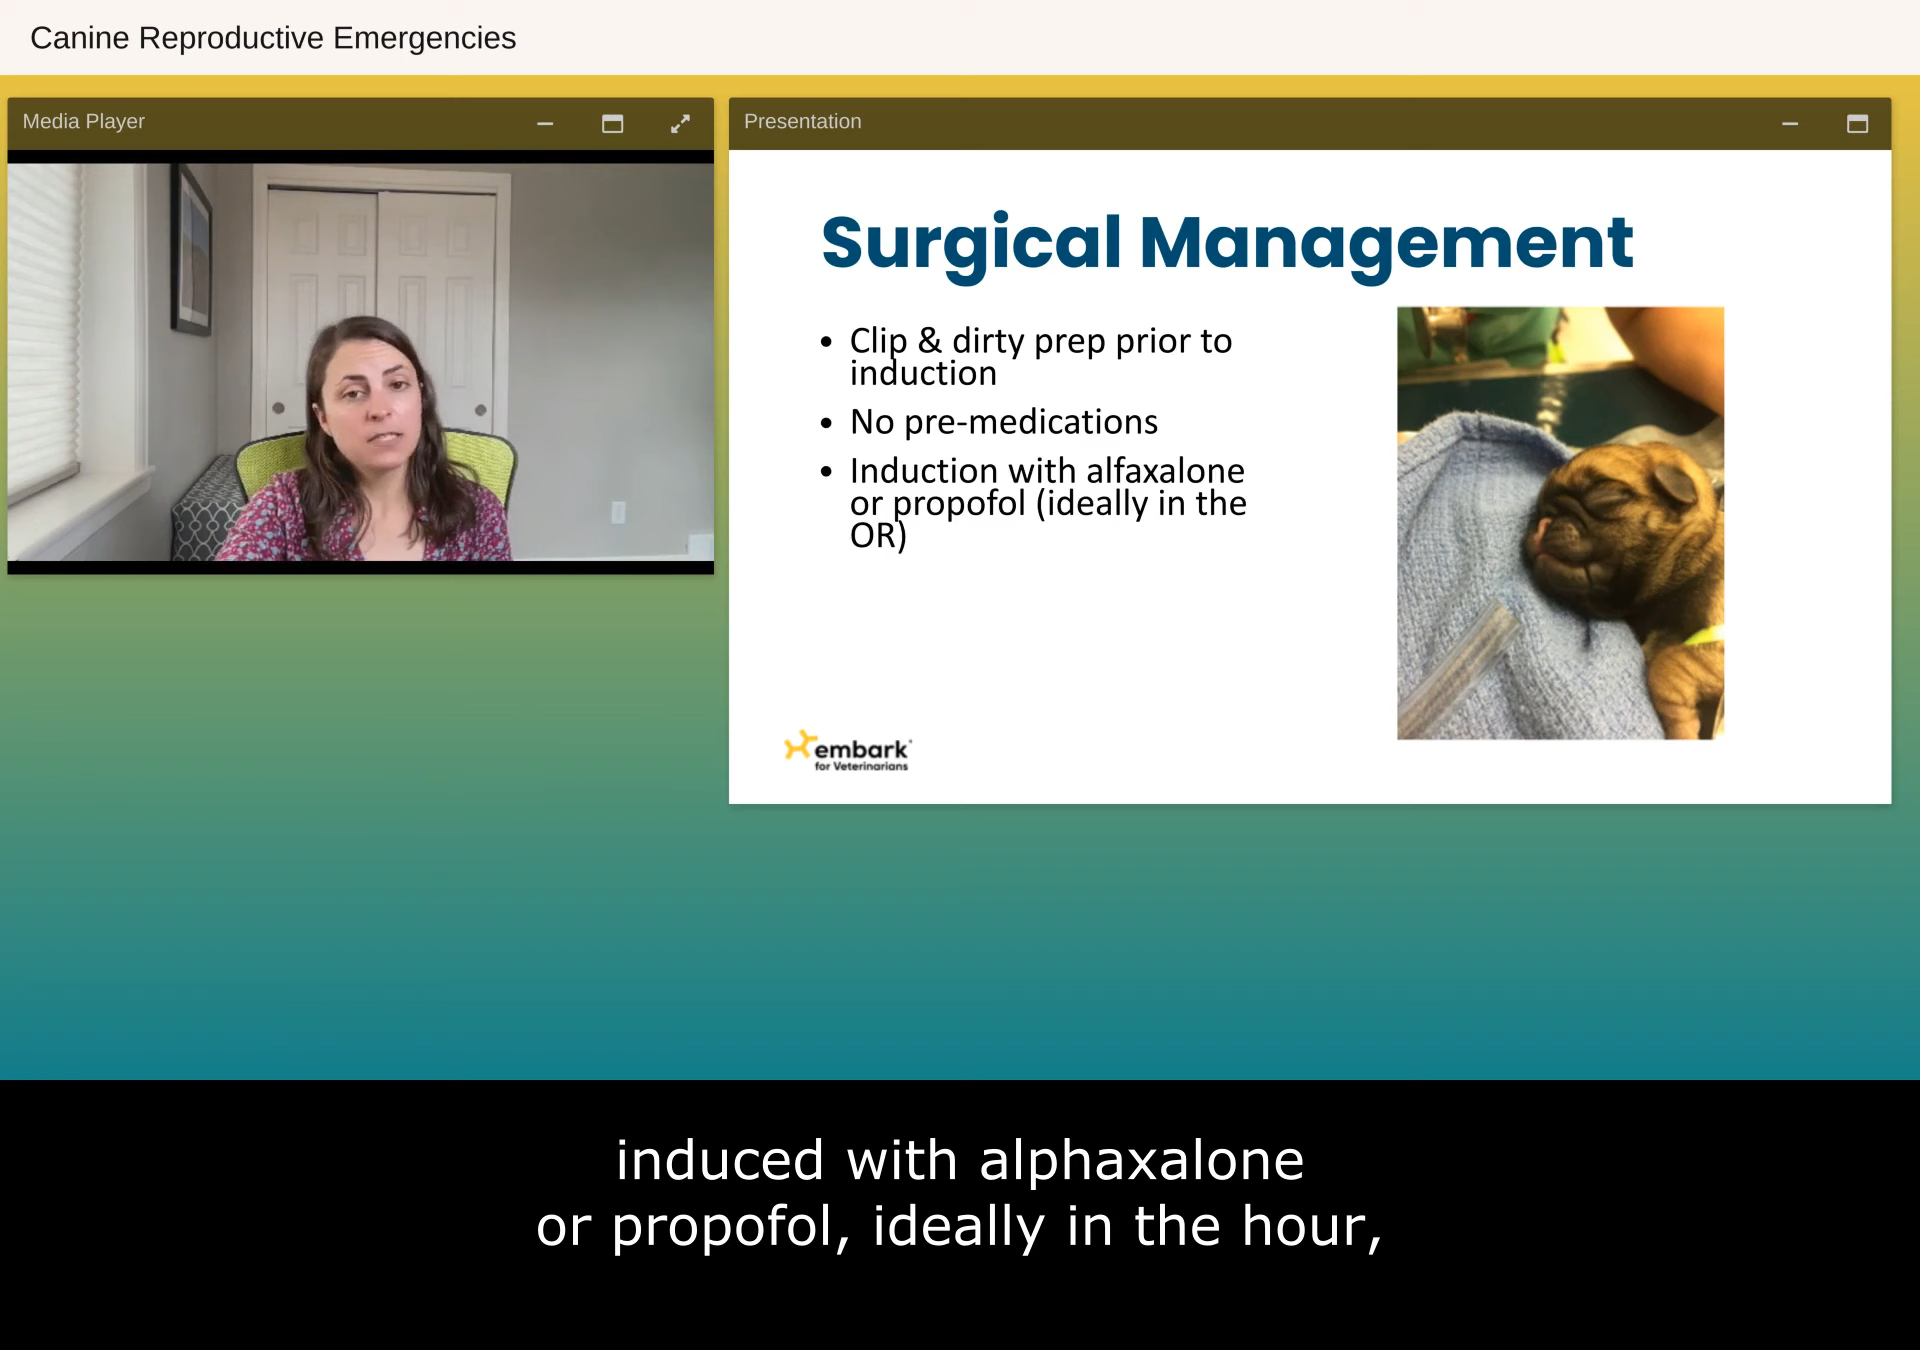 Canine Reproductive Emergencies
Media Player
Presentation
Surgical Management
• Clip & dirty prep prior to
induction
• No pre-medications
• Induction with alfaxalone
or propofol (ideally in the
OR)
embark
for Veterinarians
induced with alphaxalone
or propofol, ideally in the hour,